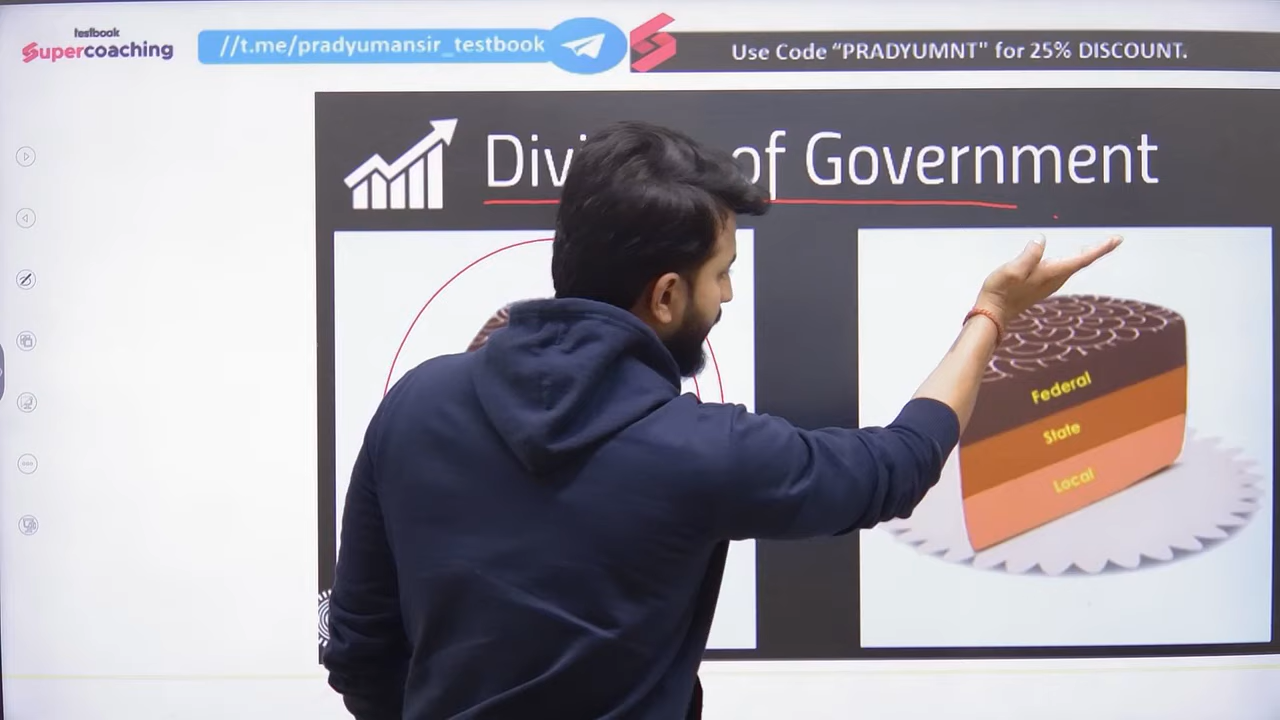 testbook
Supercoaching
//t.me/pradyumansir_testbook
Use Code “PRADYUMNT" for 25% DISCOUNT.
of Government
Federal
State
Local